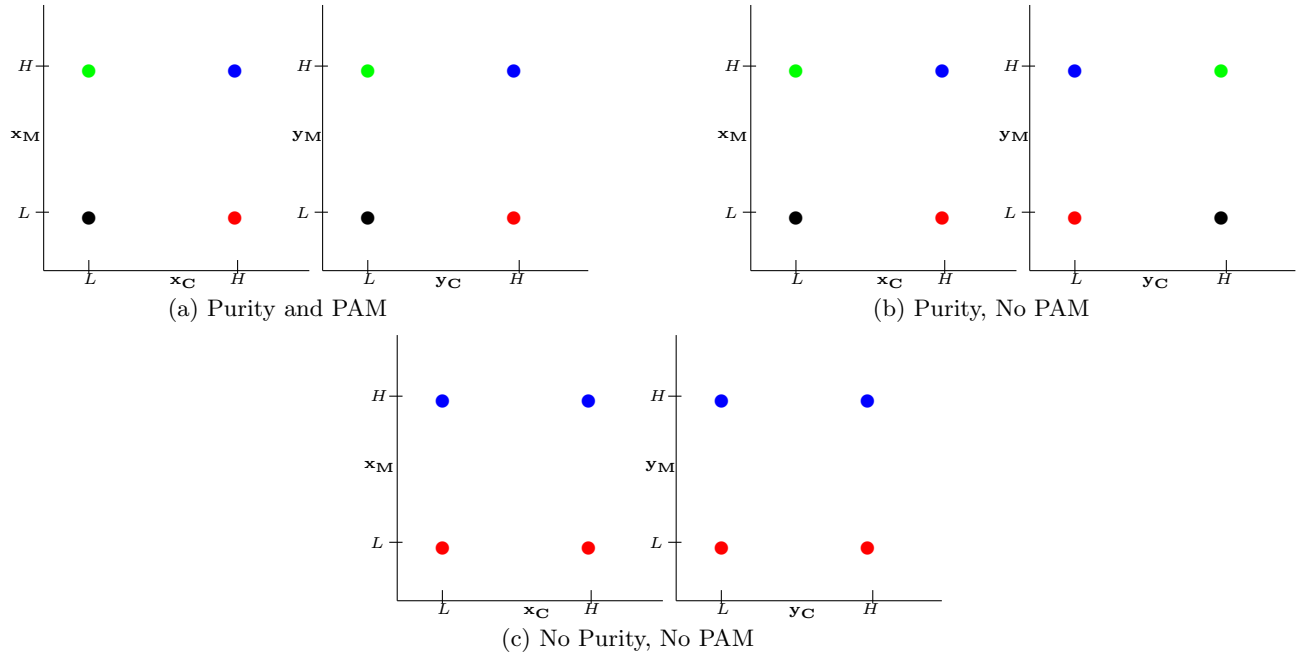 H
x_M
L
L
x_C
H
H
y_M
L
L
y_C
H
(a) Purity and PAM
H
x_M
L
L
x_C
H
H
y_M
L
L
y_C
H
(b) Purity, No PAM
H
x_M
L
L
x_C
H
H
y_M
L
L
y_C
H
(c) No Purity, No PAM